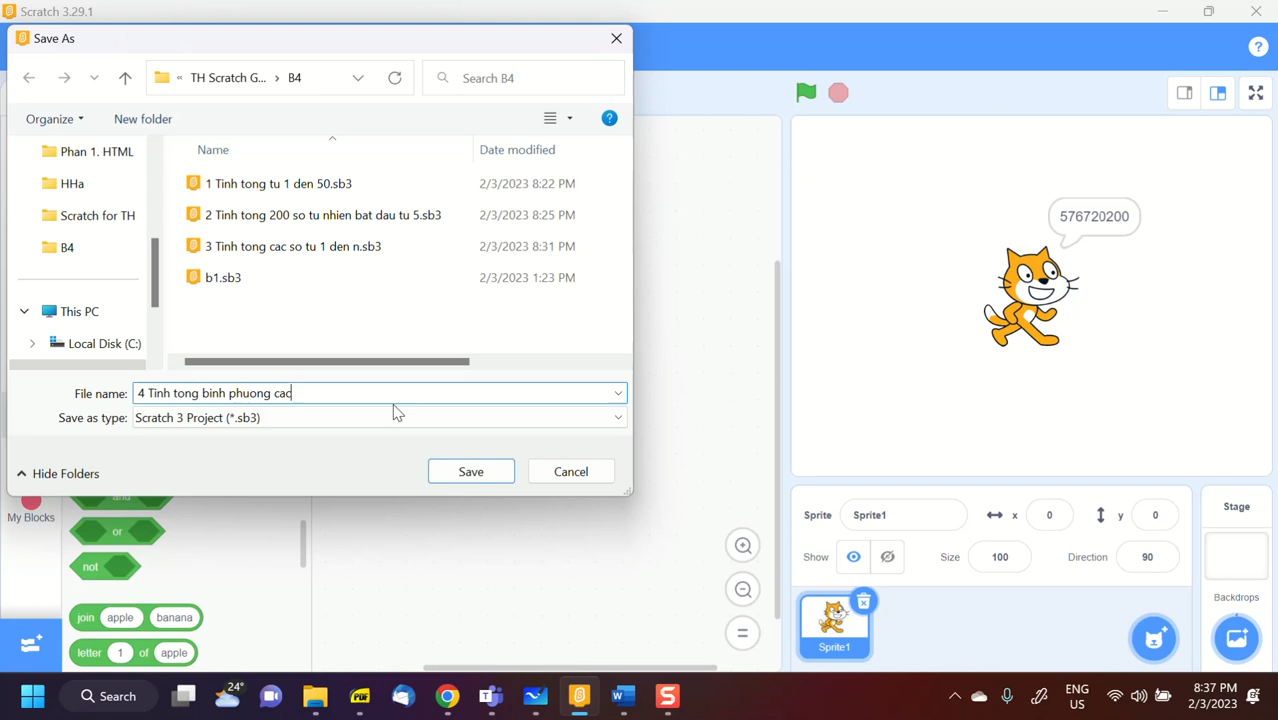 Scratch 3.29.1
Save As
« TH Scratch G... > B4
Search B4
Organize
New folder
Phan 1. HTML
HHa
Scratch for TH
B4
This PC
Local Disk (C:)
Name
Date modified
1 Tinh tong tu 1 den 50.sb3
2/3/2023 8:22 PM
2 Tinh tong 200 so tu nhien bat dau tu 5.sb3
2/3/2023 8:25 PM
3 Tinh tong cac so tu 1 den n.sb3
2/3/2023 8:31 PM
b1.sb3
2/3/2023 1:23 PM
File name: 4 Tinh tong binh phuong cac
Save as type: Scratch 3 Project (*.sb3)
Hide Folders
Save
Cancel
My Blocks
and
or
not
join apple banana
letter 1 of apple
576720200
Sprite
Sprite1
x 0
y 0
Show
Size 100
Direction 90
Sprite1
Stage
Backdrops
Search
24°
PDF
ENG
US
8:37 PM
2/3/2023